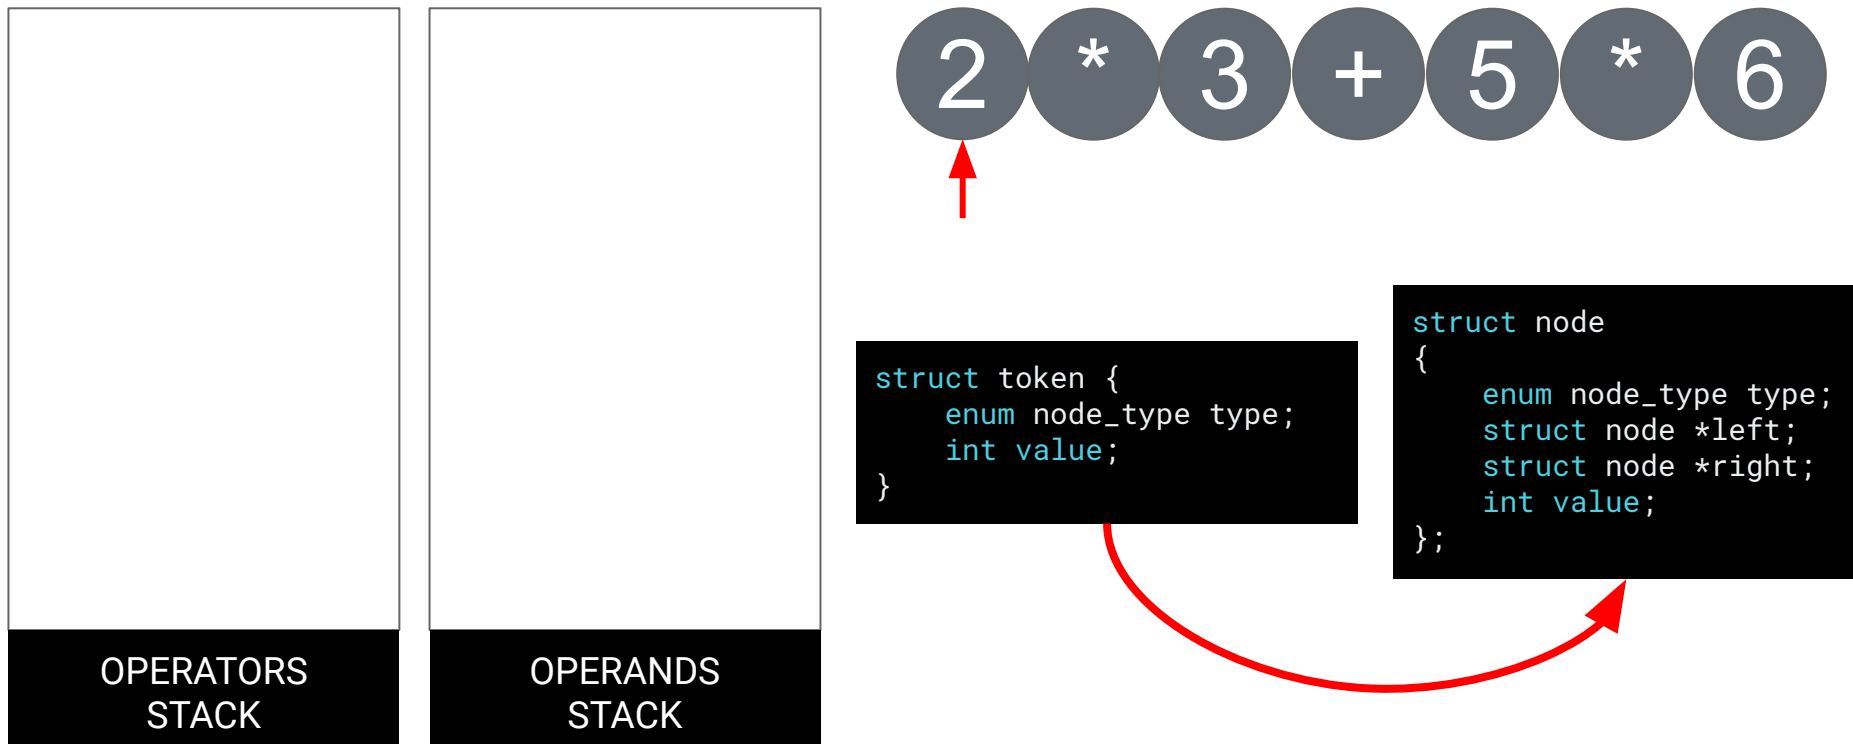 2 * 3 + 5 * 6
struct token {
    enum node_type type;
    int value;
}
struct node
{
    enum node_type type;
    struct node *left;
    struct node *right;
    int value;
};
OPERATORS
STACK
OPERANDS
STACK